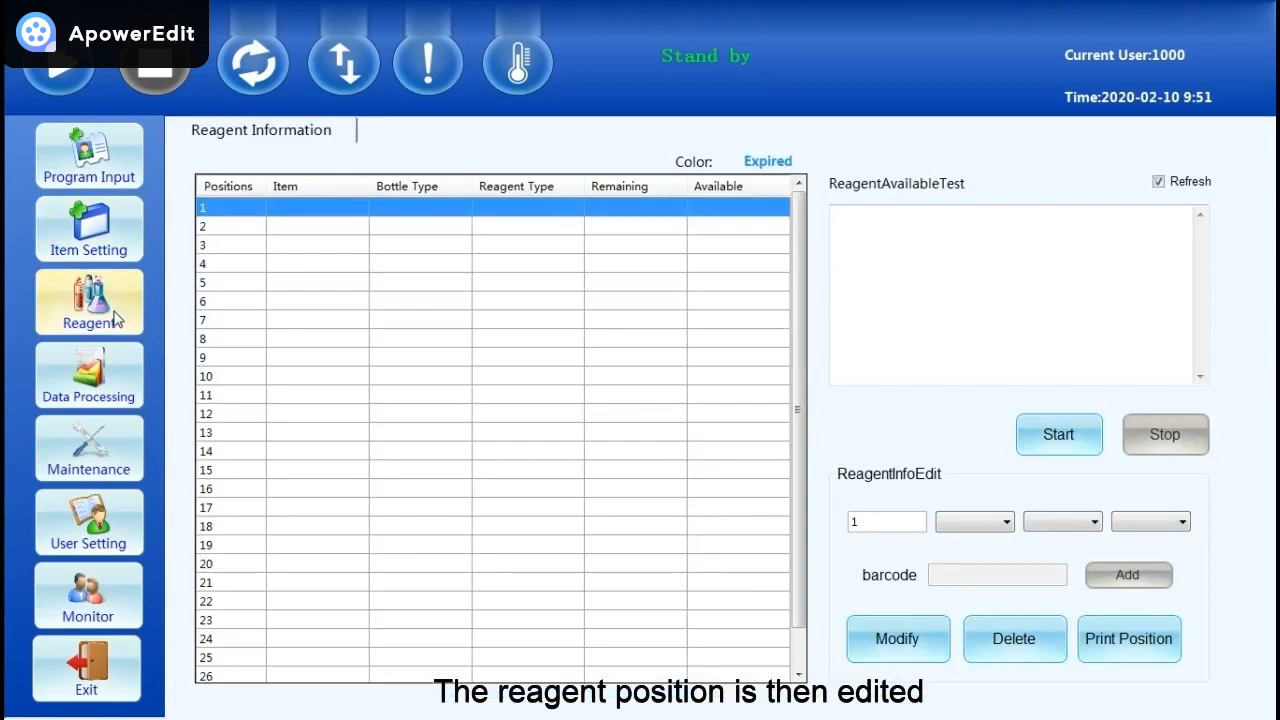 ApowerEdit
Stand by
Current User:1000
Time:2020-02-10 9:51
Program Input
Item Setting
Reagent
Data Processing
Maintenance
User Setting
Monitor
Exit
Reagent Information
Color: Expired
Positions Item Bottle Type Reagent Type Remaining Available
1
2
3
4
5
6
7
8
9
10
11
12
13
14
15
16
17
18
19
20
21
22
23
24
25
26
ReagentAvailableTest
Refresh
Start Stop
ReagentInfoEdit
1
barcode Add
Modify Delete Print Position
The reagent position is then edited